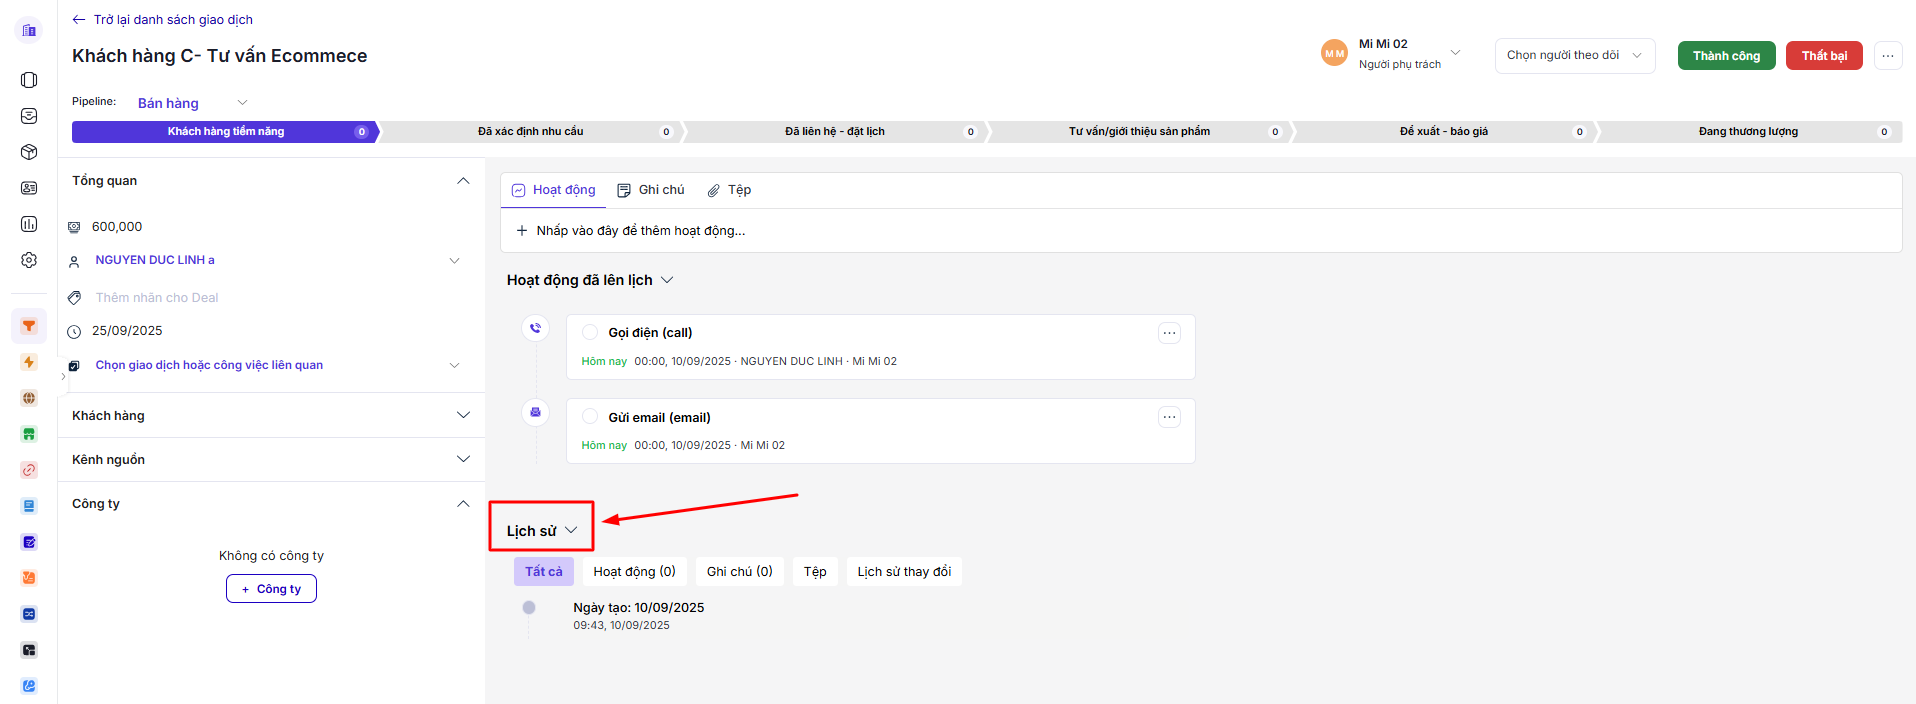 Trở lại danh sách giao dịch
Khách hàng C- Tư vấn Ecommece
MM
Mi Mi 02
Người phụ trách
Chọn người theo dõi
Thành công
Thất bại
Pipeline:
Bán hàng
Khách hàng tiềm năng 0
Đã xác định nhu cầu 0
Đã liên hệ - đặt lịch 0
Tư vấn/giới thiệu sản phẩm 0
Đề xuất - báo giá 0
Đang thương lượng 0
Tổng quan
600,000
NGUYEN DUC LINH a
Thêm nhãn cho Deal
25/09/2025
Chọn giao dịch hoặc công việc liên quan
Khách hàng
Kênh nguồn
Công ty
Không có công ty
+ Công ty
Hoạt động
Ghi chú
Tệp
+ Nhấp vào đây để thêm hoạt động...
Hoạt động đã lên lịch
Gọi điện (call)
Hôm nay 00:00, 10/09/2025 · NGUYEN DUC LINH · Mi Mi 02
Gửi email (email)
Hôm nay 00:00, 10/09/2025 · Mi Mi 02
Lịch sử
Tất cả
Hoạt động (0)
Ghi chú (0)
Tệp
Lịch sử thay đổi
Ngày tạo: 10/09/2025
09:43, 10/09/2025